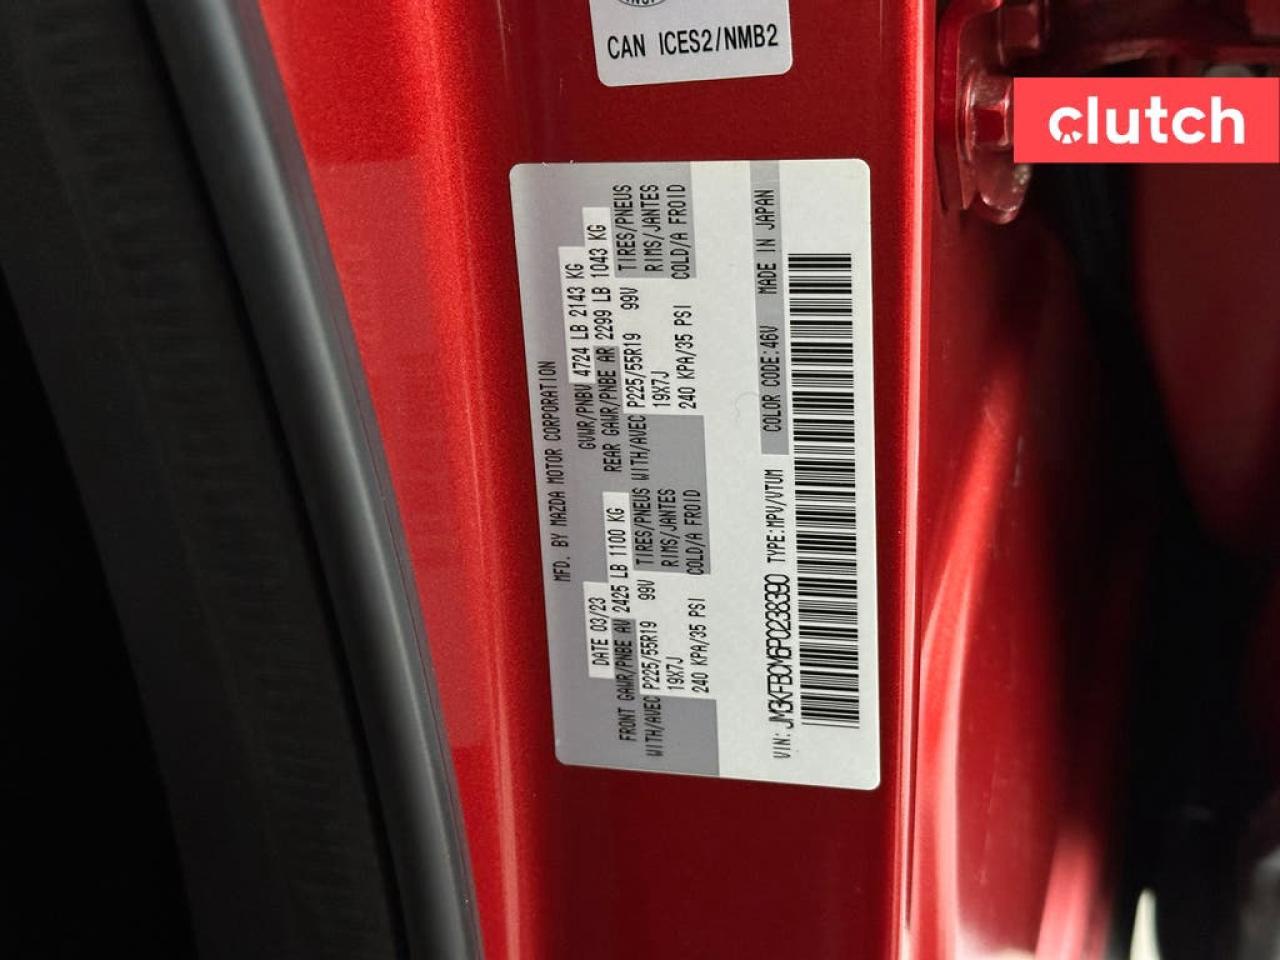 CAN ICES2/NMB2
clutch
MFD. BY MAZDA MOTOR CORPORATION
DATE 03/23 GVWR/PNBV 4724 LB 2143 KG
FRONT GAWR/PNBE AV 2425 LB 1100 KG REAR GAWR/PNBE AR 2299 LB 1043 KG
WITH/AVEC P225/55R19 99V TIRES/PNEUS WITH/AVEC P225/55R19 99V TIRES/PNEUS
19X7J RIMS/JANTES 19X7J RIMS/JANTES
240 KPA/35 PSI COLD/A FROID 240 KPA/35 PSI COLD/A FROID
VIN: JM3KFBCM6P0238390 TYPE:MPV/VTUM COLOR CODE:46V MADE IN JAPAN